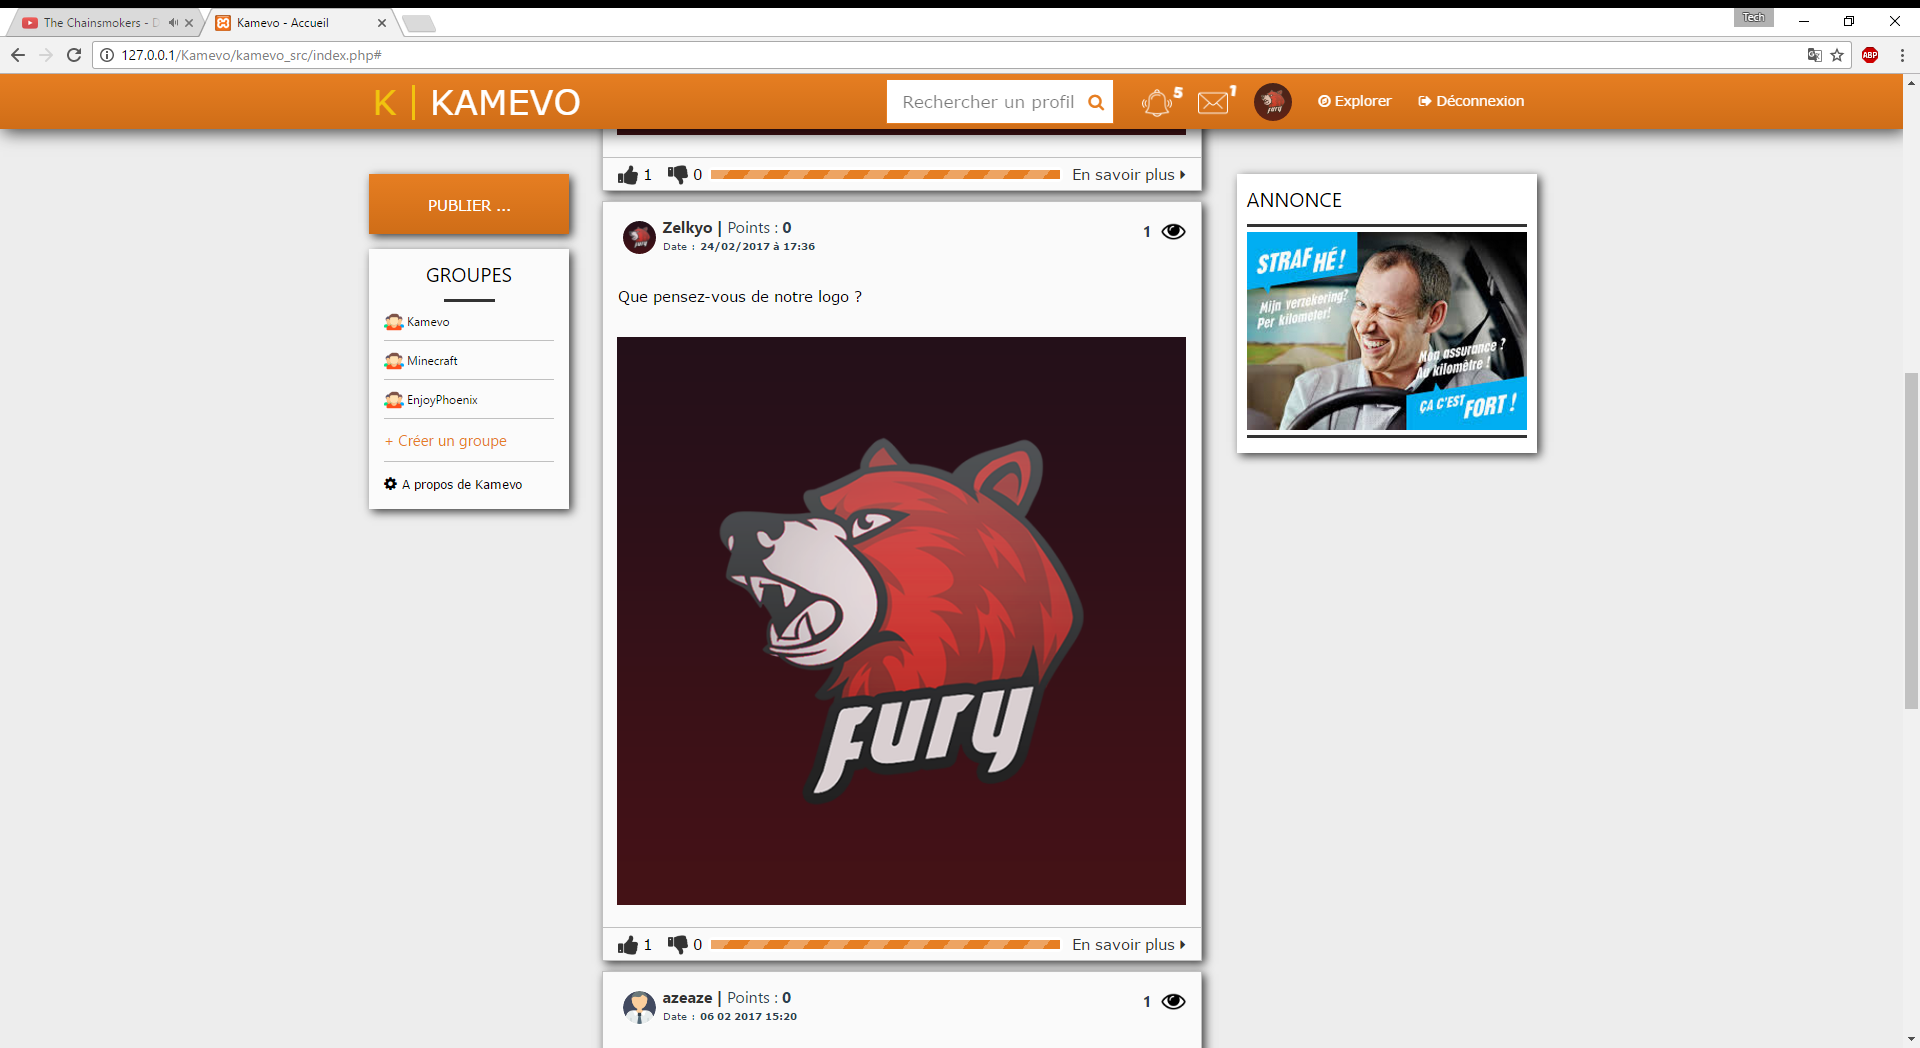 The Chainsmokers - D
Kamevo - Accueil
Tech
127.0.0.1/Kamevo/kamevo_src/index.php#
ABP
K | KAMEVO
Rechercher un profil
5
1
fury
Explorer
Déconnexion
1
0
En savoir plus
PUBLIER ...
GROUPES
Kamevo
Minecraft
EnjoyPhoenix
+ Créer un groupe
A propos de Kamevo
Zelkyo | Points : 0
Date : 24/02/2017 à 17:36
1
Que pensez-vous de notre logo ?
fury
1
0
En savoir plus
azeaze | Points : 0
Date : 06 02 2017 15:20
1
ANNONCE
STRAF HÉ !
Mijn verzekering?
Per kilometer!
Mon assurance ?
Au kilomètre !
ÇA C'EST FORT !